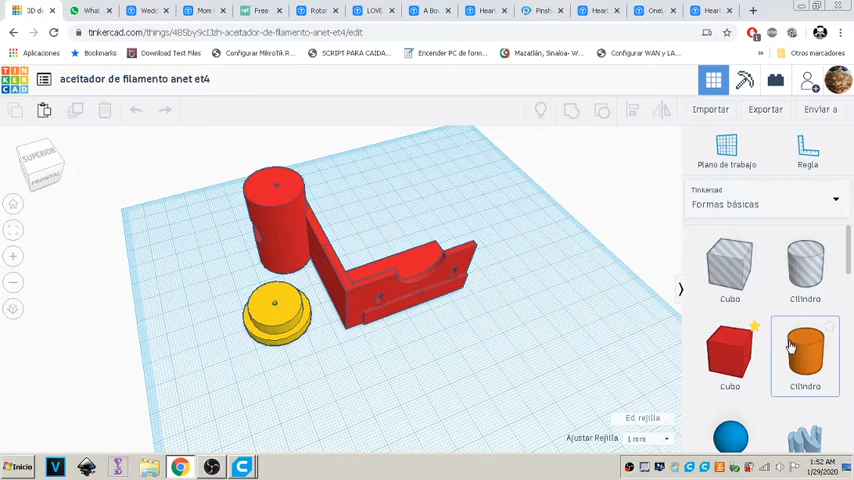 3D de
What
Wedo
Mom
Free
Rota
LOVE
A Bo
Hear
Pinsh
Hear
OneL
Hear
tinkercad.com/things/
-aceitador-de-filamento-anet-et4/edit
Aplicaciones
Bookmarks
Download Test Files
Configurar MikroTik R...
SCRIPT PARA CAIDA...
Encender PC de form...
Mazatlán, Sinaloa- M...
Configurar WAN y LA...
»
Otros marcadores
TIN
KER
CAD
aceitador de filamento anet et4
Importar
Exportar
Enviar a
SUPERIOR
FRONTAL
Plano de trabajo
Regla
Tinkercad
Formas básicas
Cubo
Cilindro
Cubo
Cilindro
Ed. rejilla
Ajustar Rejilla
1 mm
Inicio
V
1:52 AM
1/29/2020